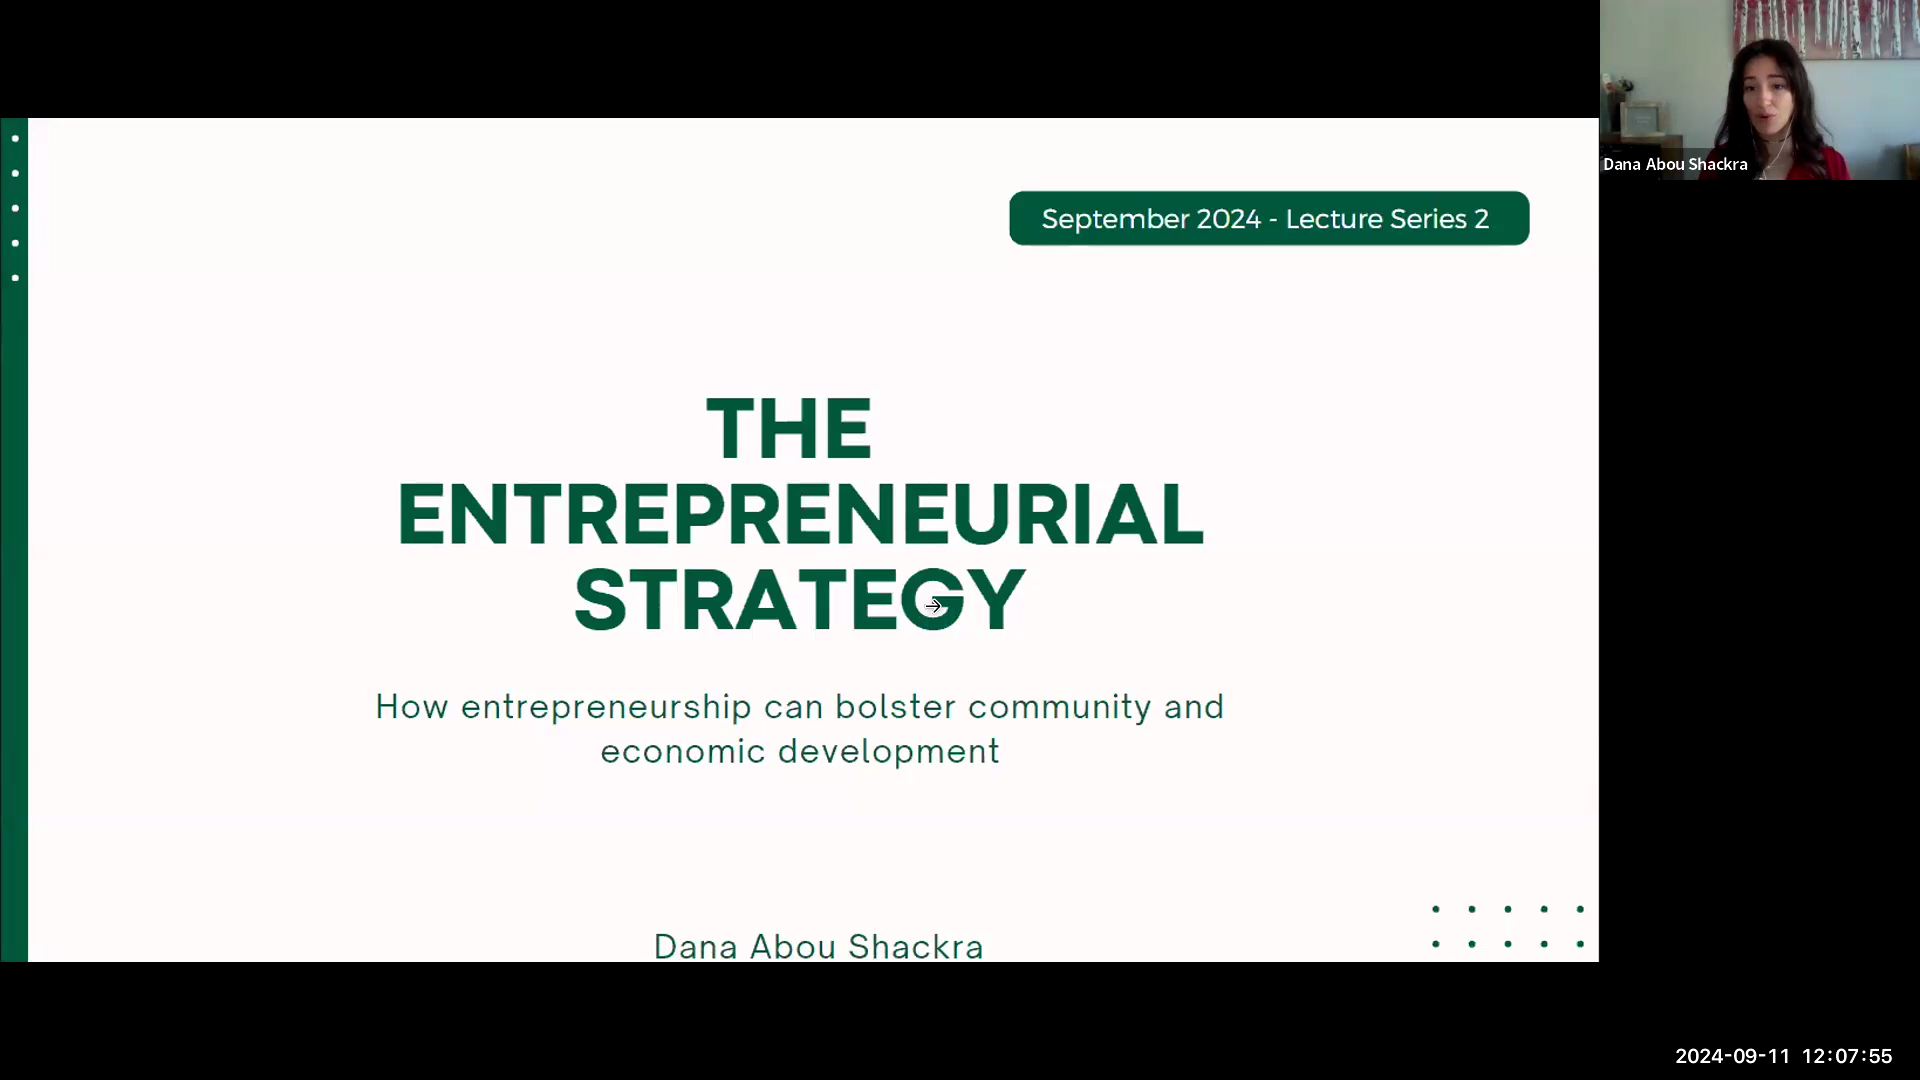 September 2024 - Lecture Series 2
THE
ENTREPRENEURIAL
STRATEGY
How entrepreneurship can bolster community and
economic development
Dana Abou Shackra
Dana Abou Shackra
2024-09-11 12:07:55